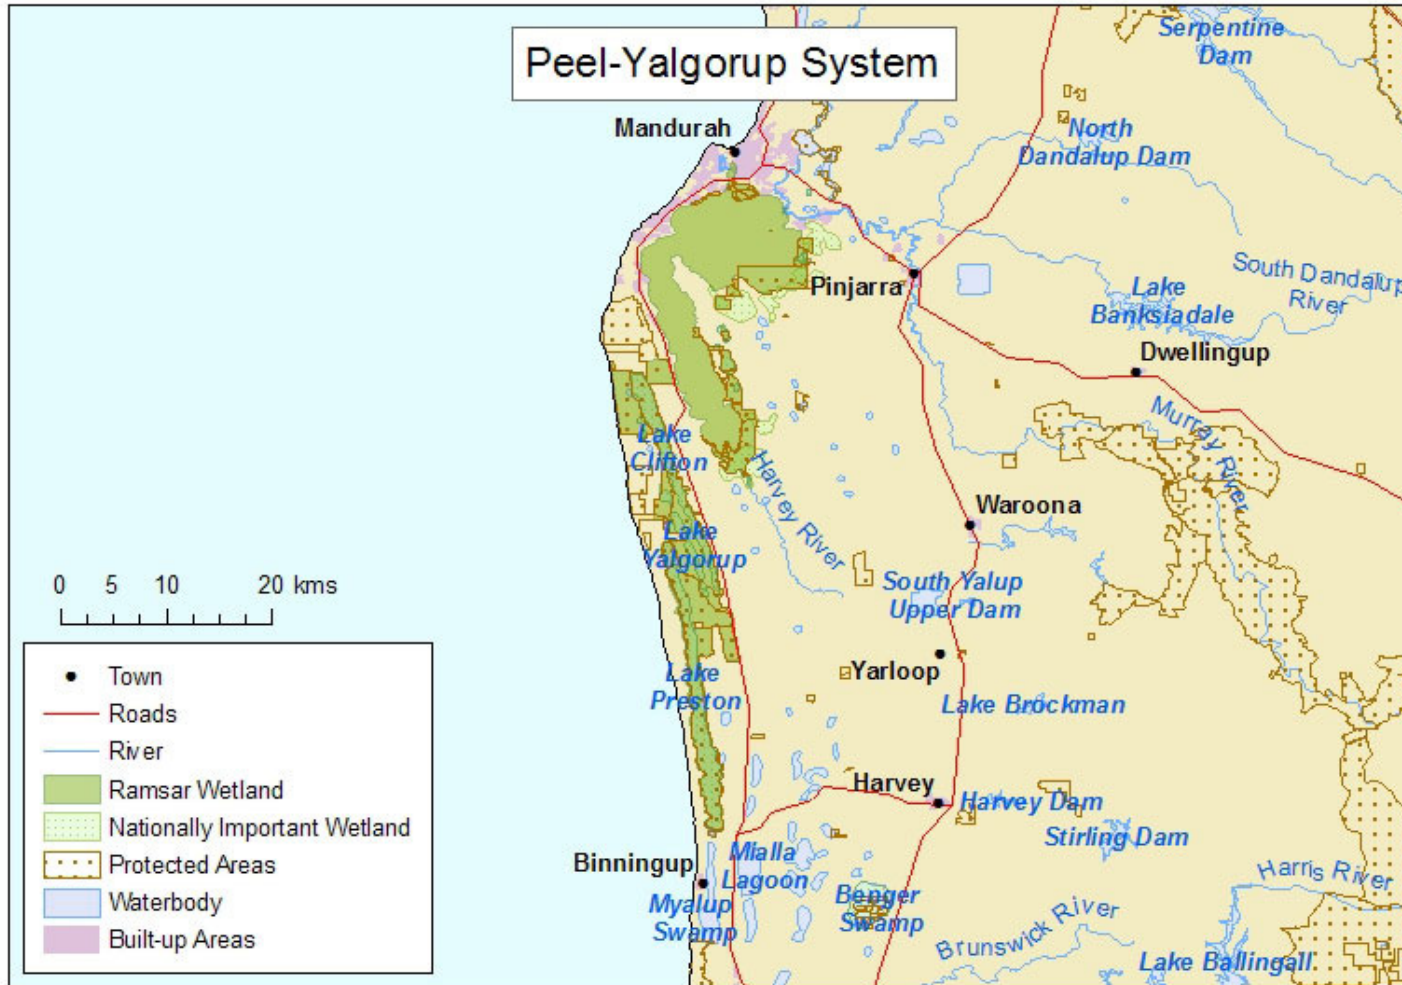 Peel-Yalgorup System
Serpentine
Dam
Mandurah
North
Dandalup Dam
South Dandalup
River
Pinjarra
Lake
Banksiadale
Dwellingup
Murray River
Lake
Clifton
Harvey River
Waroona
Lake
Yalgorup
South Yalup
Upper Dam
0 5 10 20 kms
Yarloop
Lake
Preston
Lake Brockman
Town
Roads
River
Ramsar Wetland
Nationally Important Wetland
Protected Areas
Waterbody
Built-up Areas
Harvey
Harvey Dam
Stirling Dam
Binningup
Mialla
Lagoon
Myalup
Swamp
Benger
Swamp
Harris River
Brunswick River
Lake Ballingall